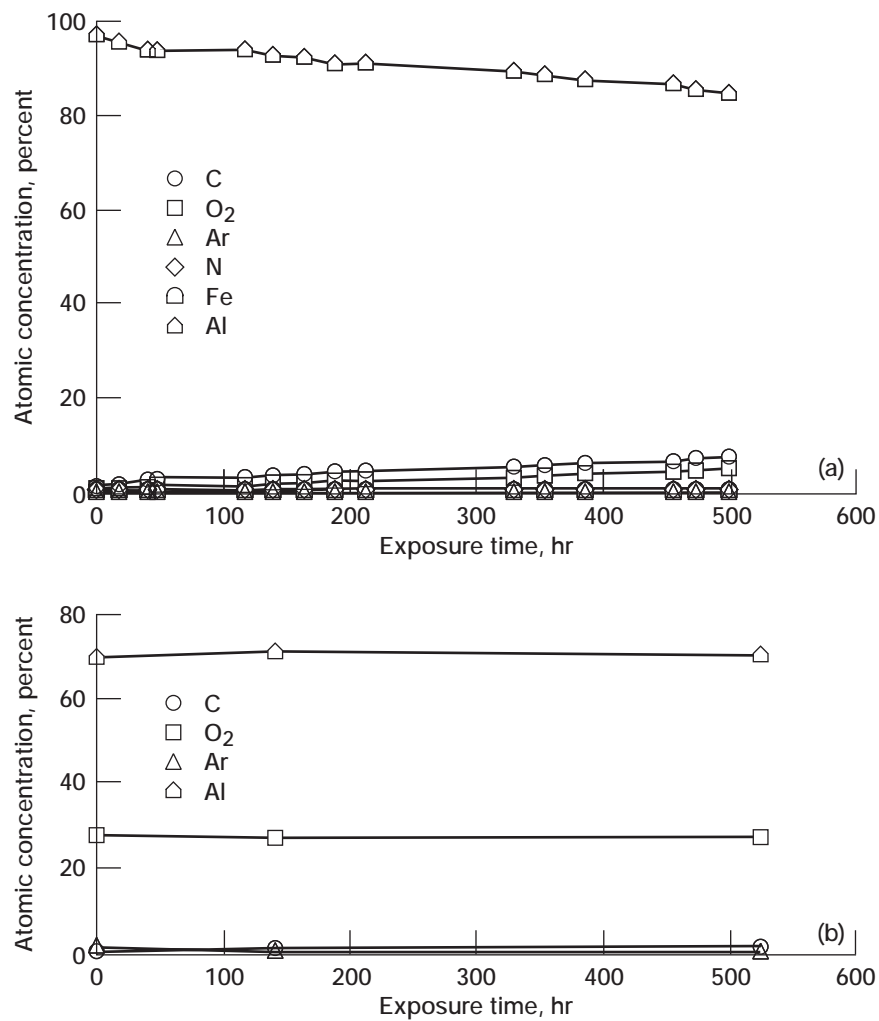 100
80
60
40
20
0
Atomic concentration, percent
C
O2
Ar
N
Fe
Al
(a)
0 100 200 300 400 500 600
Exposure time, hr
80
60
40
20
0
Atomic concentration, percent
C
O2
Ar
Al
(b)
0 100 200 300 400 500 600
Exposure time, hr